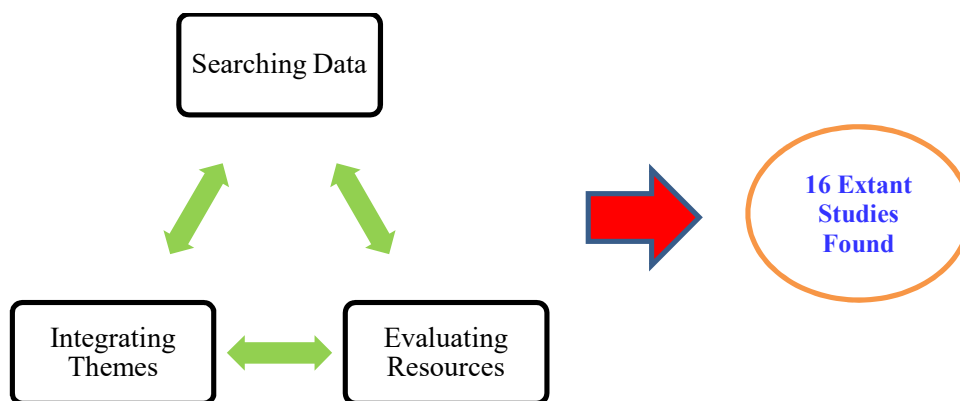 Searching Data
16 Extant
Studies
Found
Integrating
Themes
Evaluating
Resources